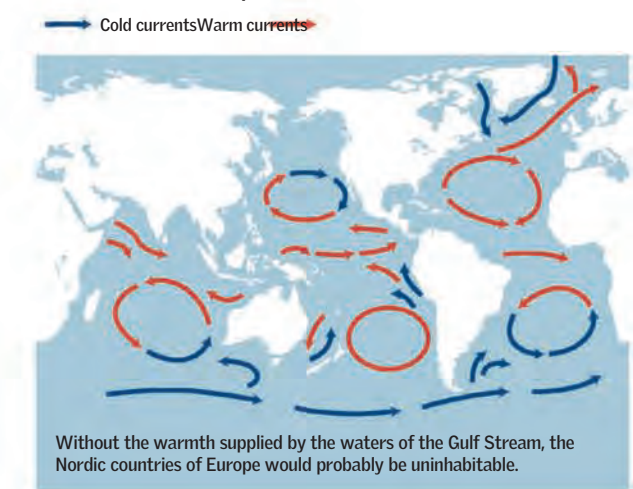 Cold currentsWarm currents
Without the warmth supplied by the waters of the Gulf Stream, the
Nordic countries of Europe would probably be uninhabitable.